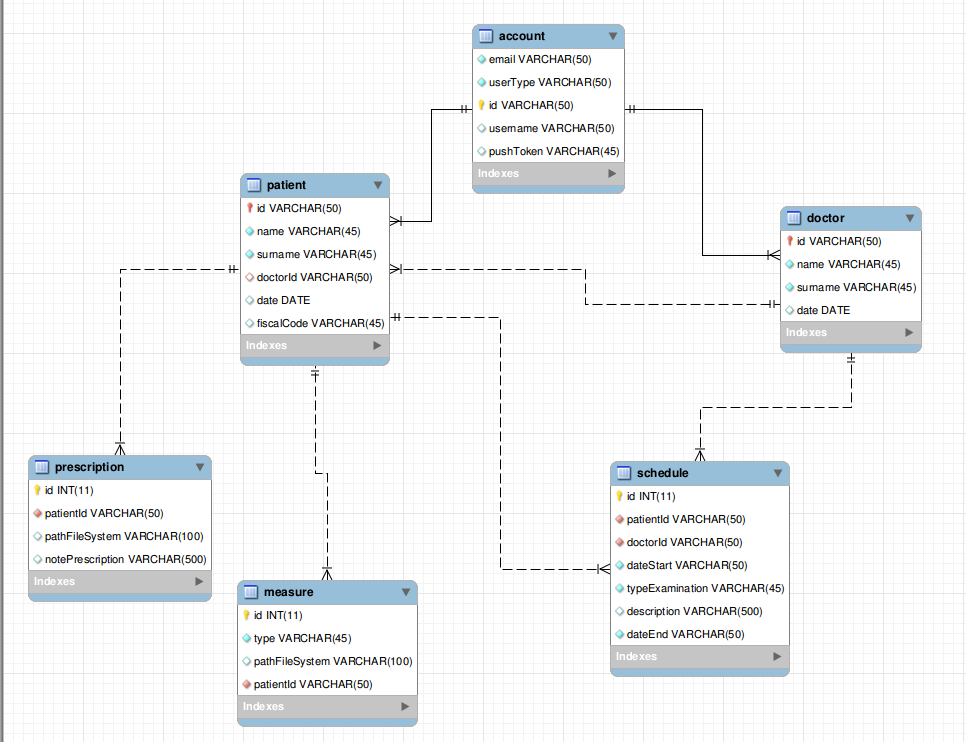 account
email VARCHAR(50)
userType VARCHAR(50)
id VARCHAR(50)
username VARCHAR(50)
pushToken VARCHAR(45)
Indexes
patient
id VARCHAR(50)
name VARCHAR(45)
surname VARCHAR(45)
doctorId VARCHAR(50)
date DATE
fiscalCode VARCHAR(45)
Indexes
doctor
id VARCHAR(50)
name VARCHAR(45)
surname VARCHAR(45)
date DATE
Indexes
prescription
id INT(11)
patientId VARCHAR(50)
pathFileSystem VARCHAR(100)
notePrescription VARCHAR(500)
Indexes
measure
id INT(11)
type VARCHAR(45)
pathFileSystem VARCHAR(100)
patientId VARCHAR(50)
Indexes
schedule
id INT(11)
patientId VARCHAR(50)
doctorId VARCHAR(50)
dateStart VARCHAR(50)
typeExamination VARCHAR(45)
description VARCHAR(500)
dateEnd VARCHAR(50)
Indexes